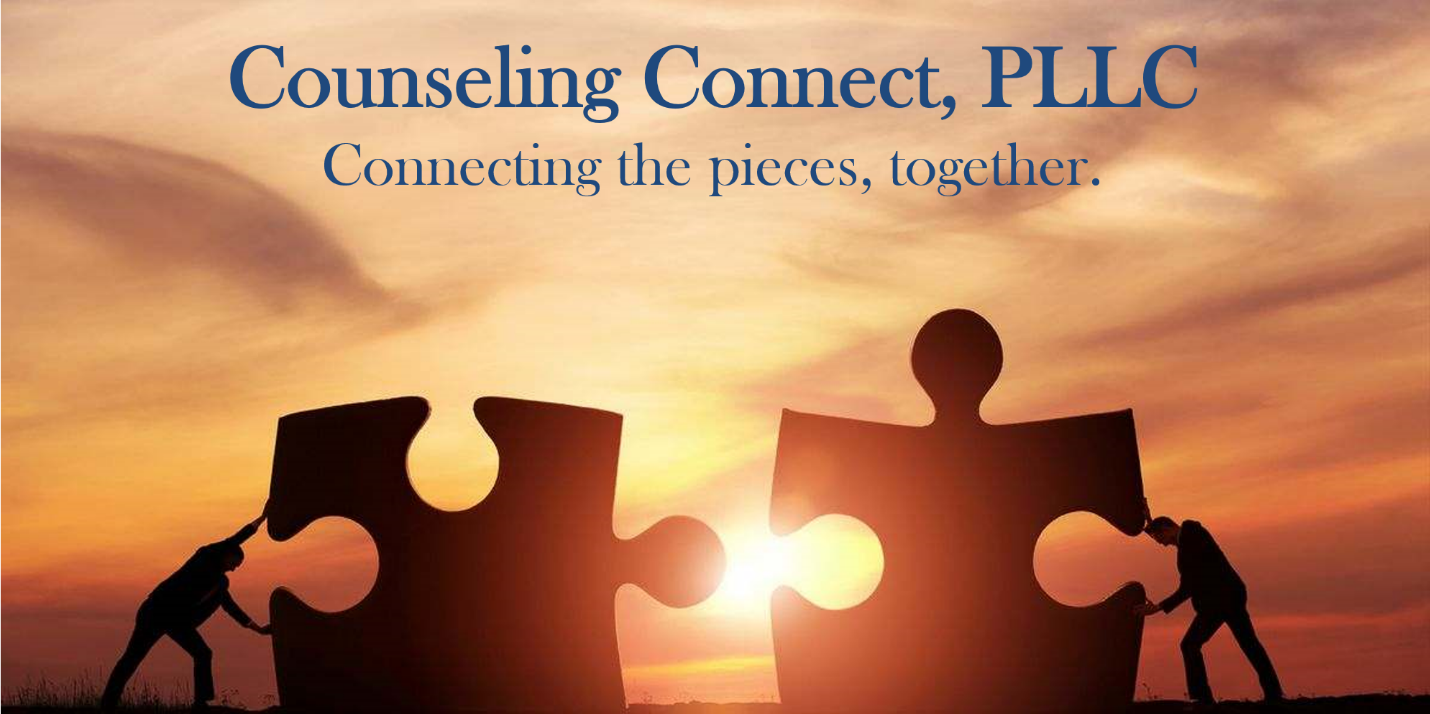 Counseling Connect, PLLC
Connecting the pieces, together.